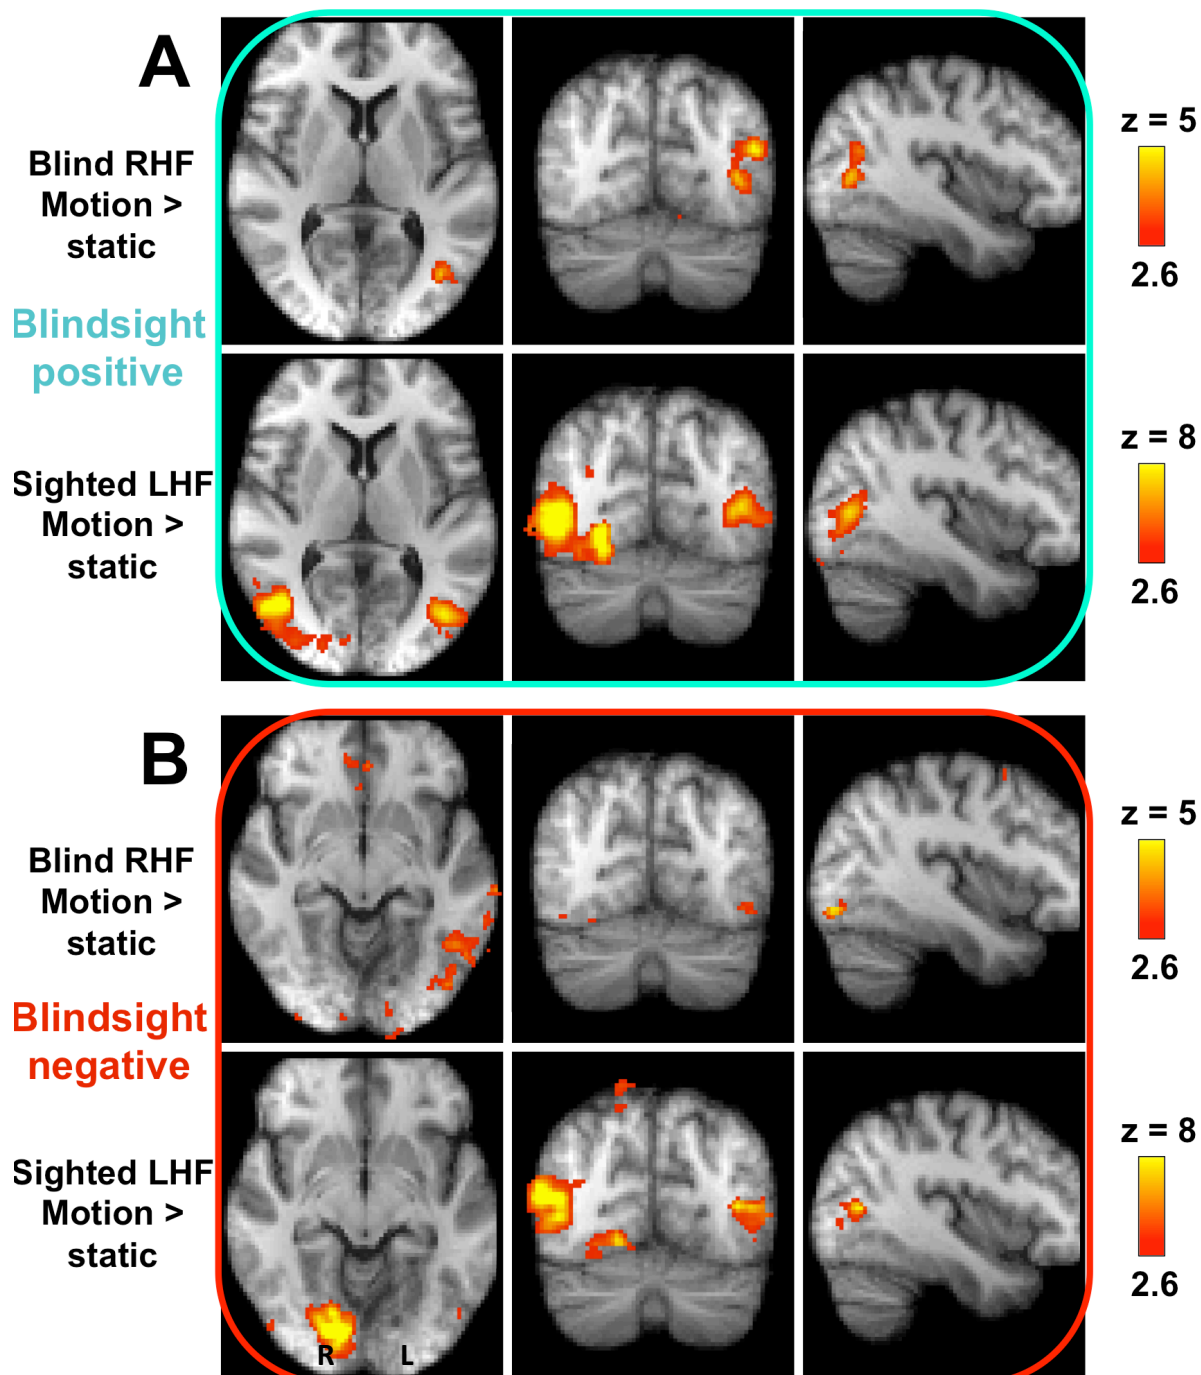 A
Blind RHF
Motion >
static
z = 5
2.6
Blindsight
positive
Sighted LHF
Motion >
static
z = 8
2.6
B
Blind RHF
Motion >
static
z = 5
2.6
Blindsight
negative
Sighted LHF
Motion >
static
z = 8
2.6
R L